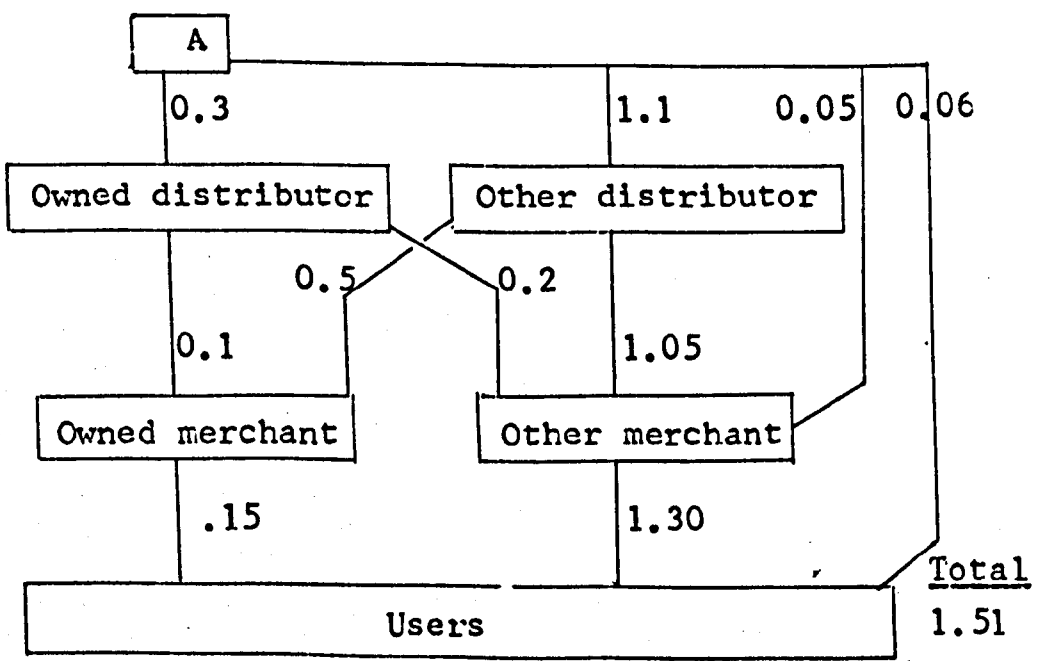 A
0.3 1.1 0.05 0.06
Owned distributor Other distributor
0.5 0.2
0.1 1.05
Owned merchant Other merchant
.15 1.30
Total
Users 1.51